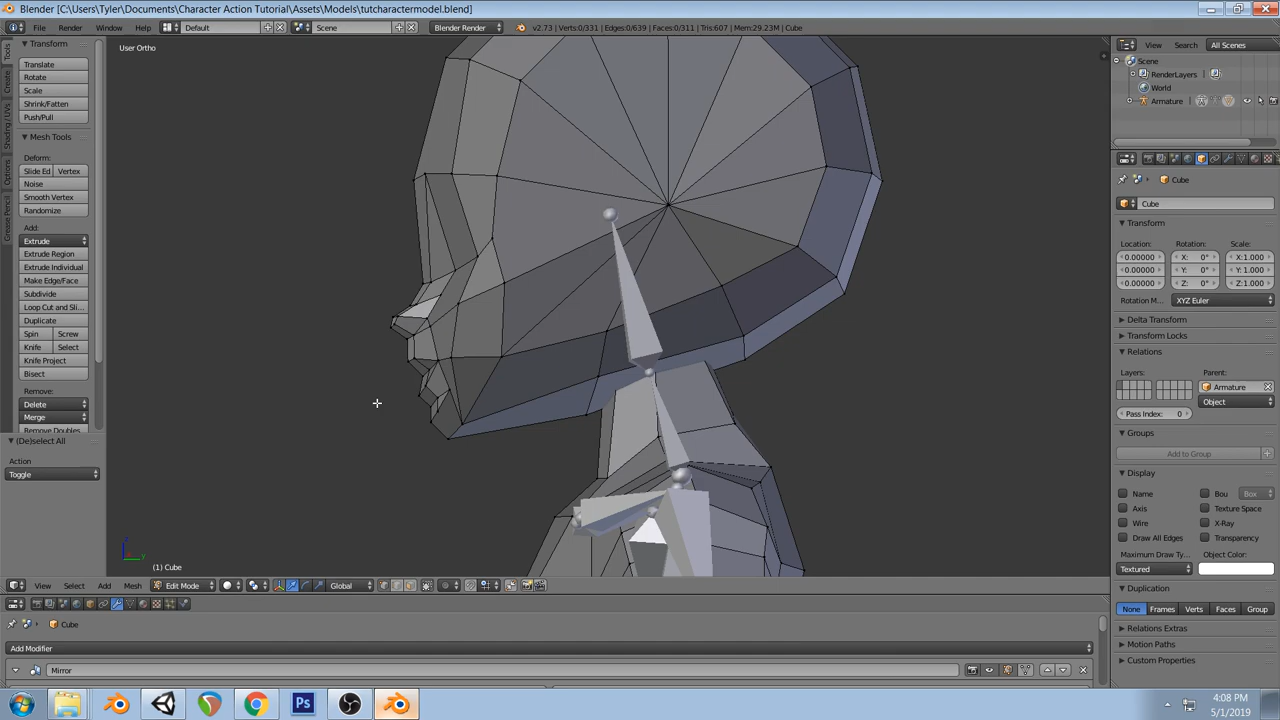 Blender [C:\Users\Tyler\Documents\Character Action Tutorial\Assets\Models\tutcharactermodel.blend]
File Render Window Help Default Scene Blender Render v2.73 | Verts:0/331 | Edges:0/639 | Faces:0/311 | Tris:607 | Mem:29.23M | Cube
Transform
Translate
Rotate
Scale
Shrink/Fatten
Push/Pull
Mesh Tools
Deform:
Slide Ed Vertex
Noise
Smooth Vertex
Randomize
Add:
Extrude
Extrude Region
Extrude Individual
Make Edge/Face
Subdivide
Loop Cut and Sli...
Duplicate
Spin Screw
Knife Select
Knife Project
Bisect
Remove:
Delete
Merge
Remove Doubles
(De)select All
Action
Toggle
Tools
Create
Shading / UVs
Options
Grease Pencil
User Ortho
(1) Cube
View Select Add Mesh Edit Mode Global
Cube
Add Modifier
Mirror
View Search All Scenes
Scene
RenderLayers
World
Armature
Cube
Cube
Transform
Location: Rotation: Scale:
0.00000 X: 0° X:1.000
0.00000 Y: 0° Y:1.000
0.00000 Z: 0° Z:1.000
Rotation M... XYZ Euler
Delta Transform
Transform Locks
Relations
Layers: Parent:
Armature
Object
Pass Index: 0
Groups
Add to Group
Display
Name Bou Box
Axis Texture Space
Wire X-Ray
Draw All Edges Transparency
Maximum Draw Ty... Object Color:
Textured
Duplication
None Frames Verts Faces Group
Relations Extras
Motion Paths
Custom Properties
Ps
4:08 PM
5/1/2019